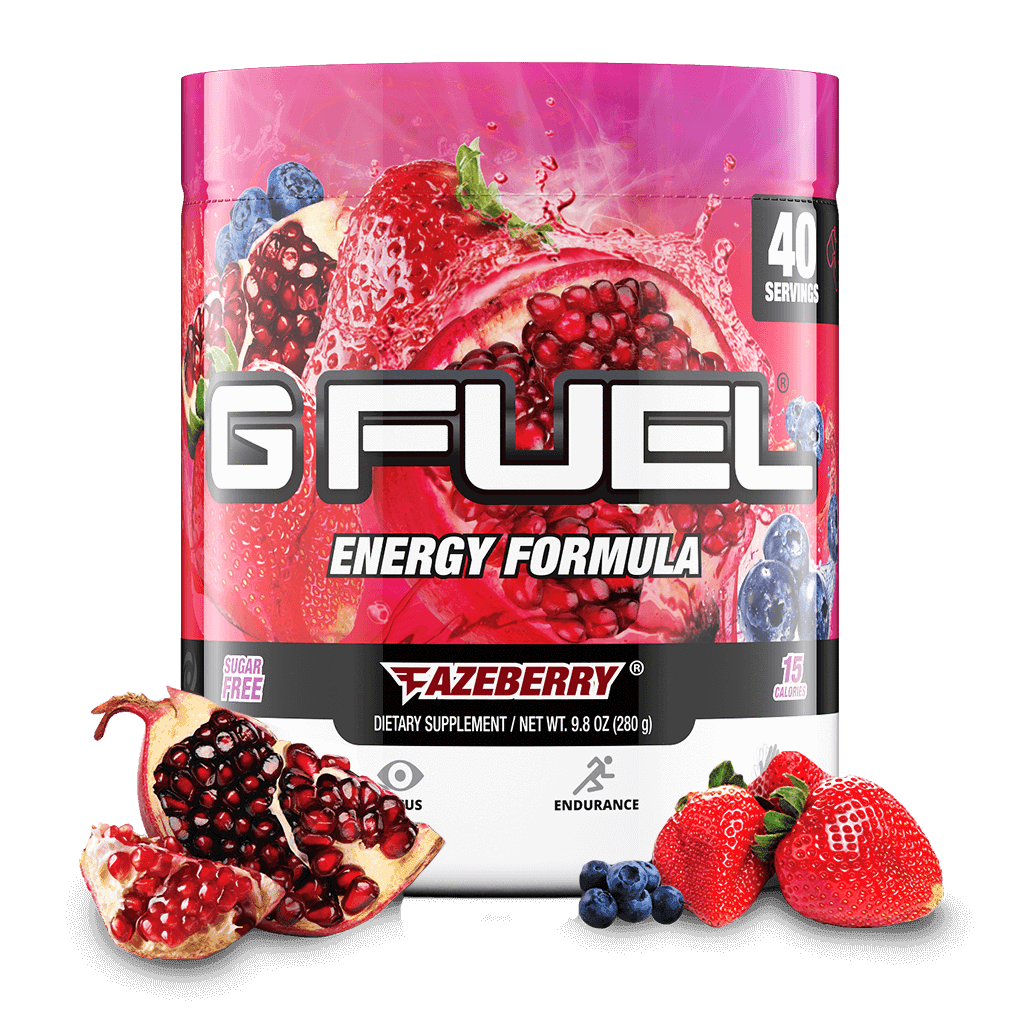 40
SERVINGS
G FUEL®
ENERGY FORMULA
SUGAR
FREE
FAZEBERRY®
15
CALORIES
DIETARY SUPPLEMENT / NET WT. 9.8 OZ (280 g)
ENDURANCE